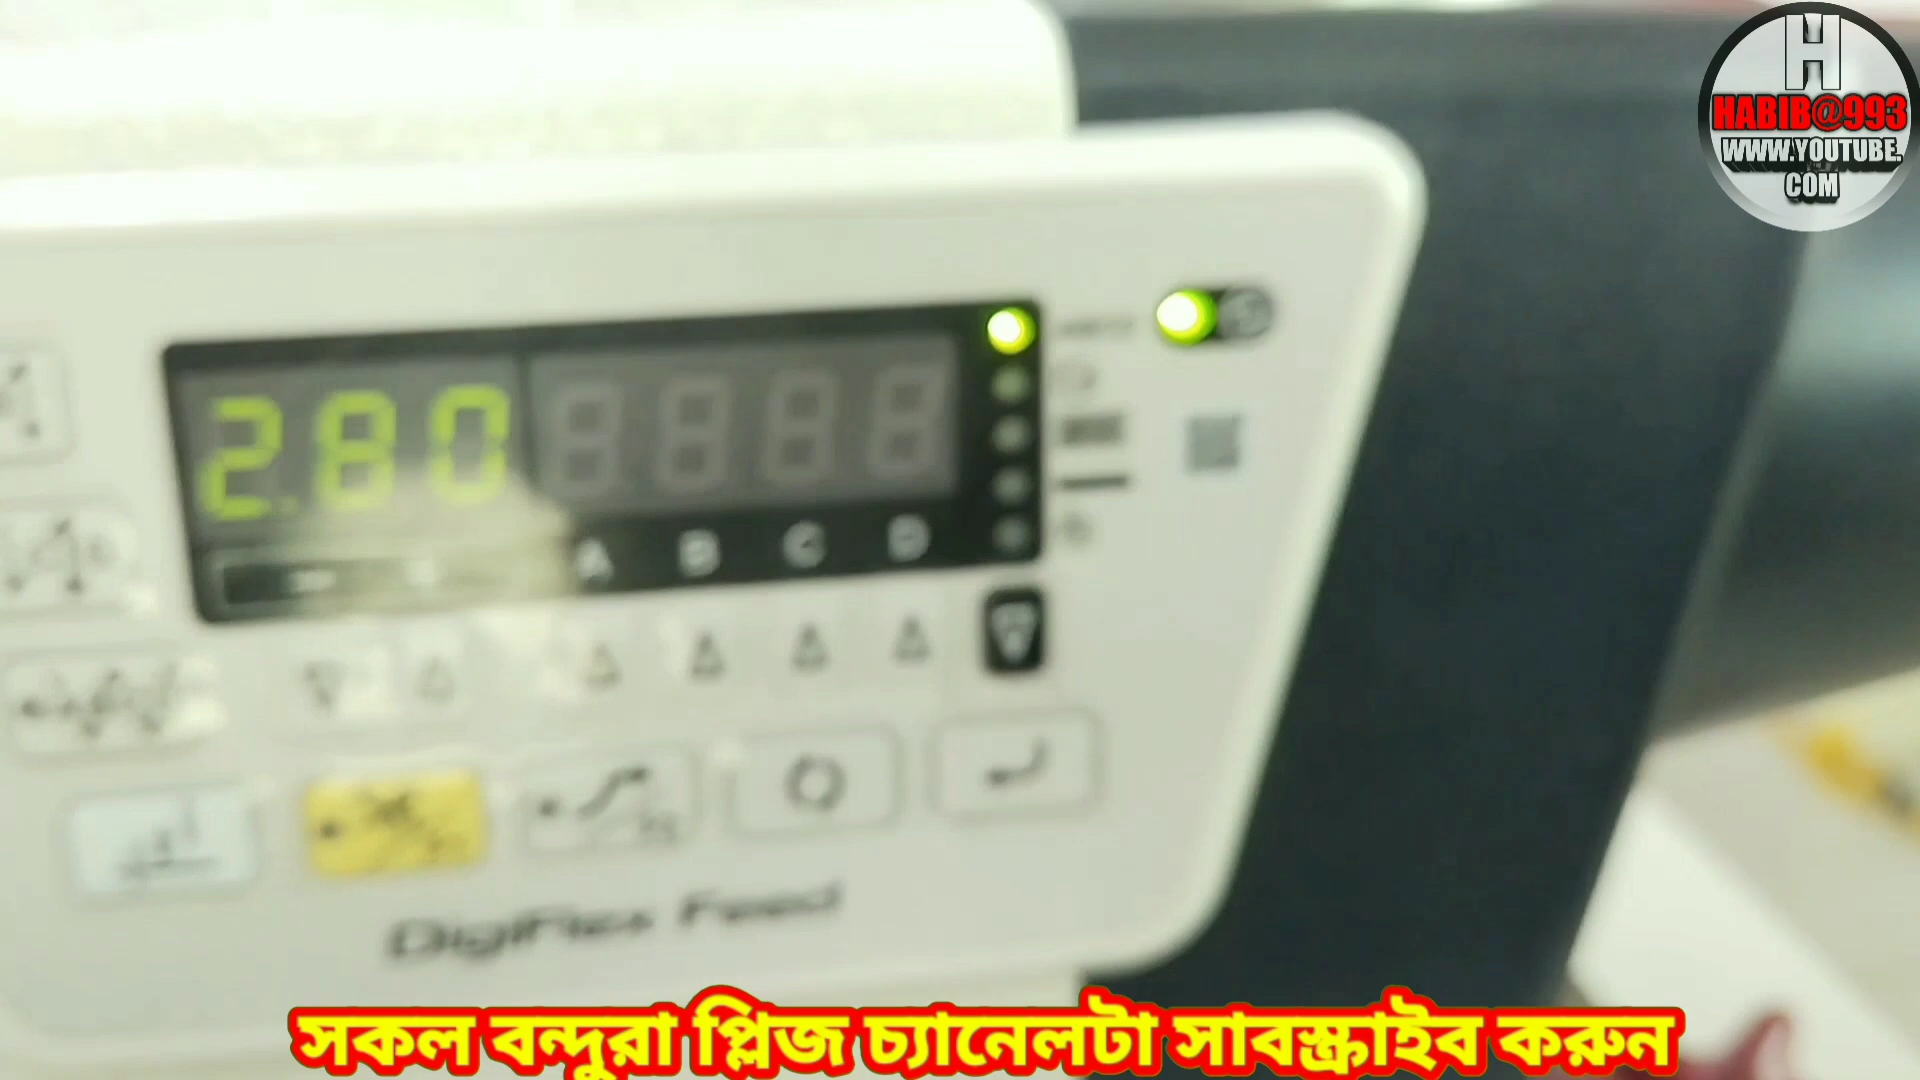 H
HABIB@993
WWW.YOUTUBE.
COM
2.80
A B C D
DigiFlex Feed
সকল বন্দুরা প্লিজ চ্যানেলটা সাবস্ক্রাইব করুন